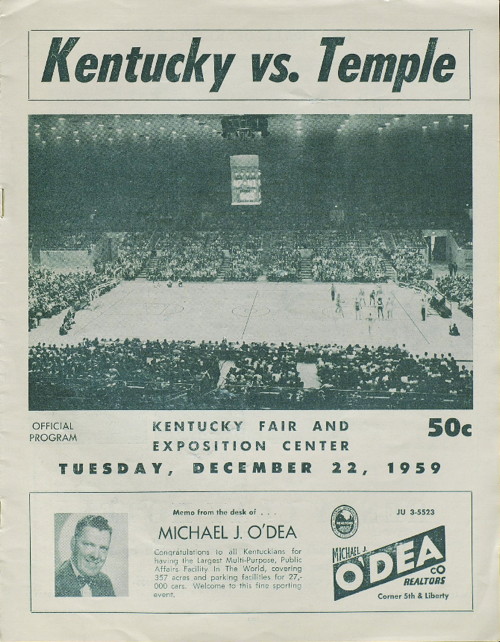 Kentucky vs. Temple
OFFICIAL
PROGRAM
KENTUCKY FAIR AND
EXPOSITION CENTER
50c
TUESDAY, DECEMBER 22, 1959
Memo from the desk of . . .
MICHAEL J. O'DEA
Congratulations to all Kentuckians for
having the Largest Multi-Purpose, Public
Affairs Facility In The World, covering
357 acres and parking facilities for 27,-
000 cars. Welcome to this fine sporting
event.
JU 3-5523
MICHAEL J.
O'DEA
CO
REALTORS
Corner 5th & Liberty